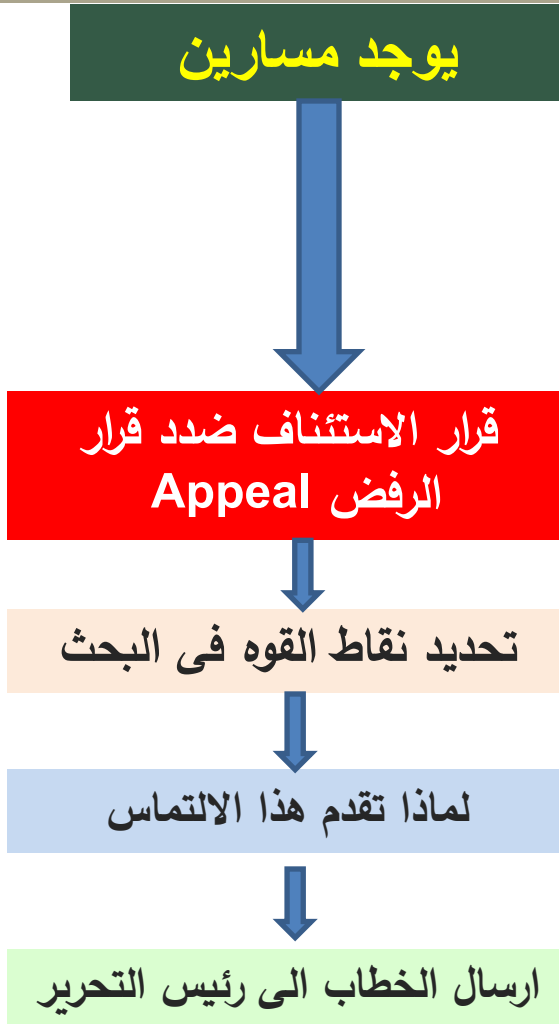 يوجد مسارين
قرار الاستئناف ضدد قرار
الرفض Appeal
تحديد نقاط القوه فى البحث
لماذا تقدم هذا الالتماس
ارسال الخطاب الى رئيس التحرير